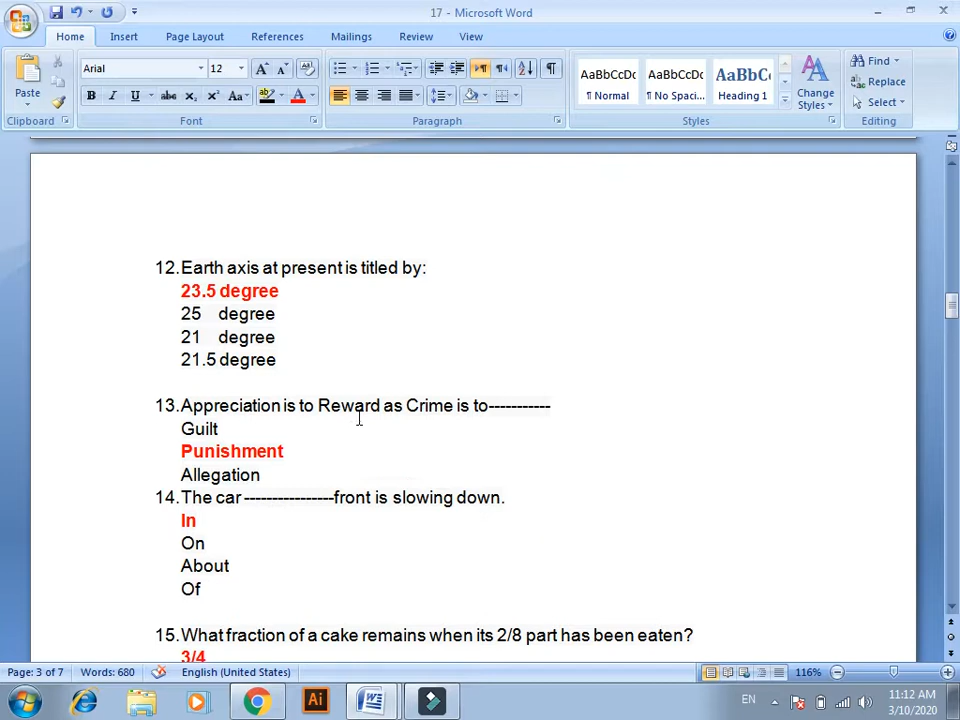 17 - Microsoft Word
Home Insert Page Layout References Mailings Review View
Paste
Clipboard
Arial 12
B I U abc X₂ X² Aa A
Font
Paragraph
AaBbCcDc AaBbCcDc AaBbC
¶ Normal ¶ No Spaci... Heading 1
Change Styles
Styles
Find
Replace
Select
Editing
12.Earth axis at present is titled by:
23.5 degree
25 degree
21 degree
21.5 degree
13.Appreciation is to Reward as Crime is to-----------
Guilt
Punishment
Allegation
14.The car ----------------front is slowing down.
In
On
About
Of
15.What fraction of a cake remains when its 2/8 part has been eaten?
3/4
Page: 3 of 7 Words: 680 English (United States) 116%
Ai EN 11:12 AM
3/10/2020